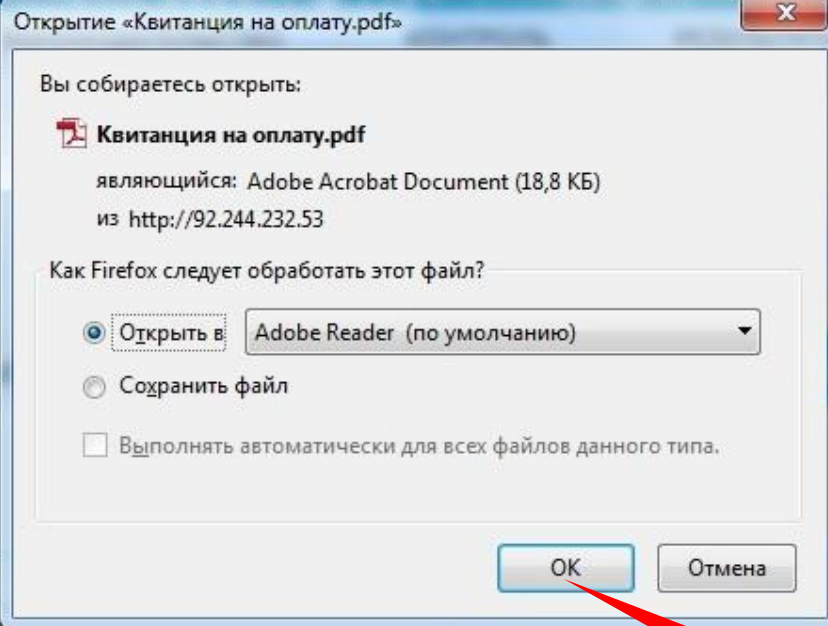 Открытие «Квитанция на оплату.pdf»
Вы собираетесь открыть:
Квитанция на оплату.pdf
являющийся: Adobe Acrobat Document (18,8 КБ)
из http://92.244.232.53
Как Firefox следует обработать этот файл?
Открыть в Adobe Reader (по умолчанию)
Сохранить файл
Выполнять автоматически для всех файлов данного типа.
ОК Отмена